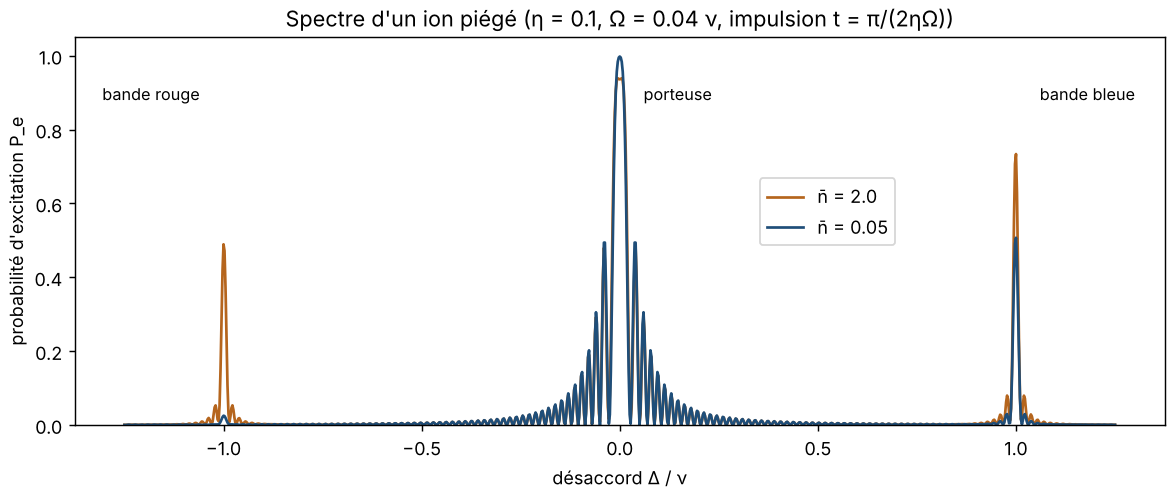 Spectre d'un ion piégé (η = 0.1, Ω = 0.04 ν, impulsion t = π/(2ηΩ))
probabilité d'excitation P_e
1.0
0.8
0.6
0.4
0.2
0.0
bande rouge
porteuse
bande bleue
n̄ = 2.0
n̄ = 0.05
−1.0
−0.5
0.0
0.5
1.0
désaccord Δ / ν